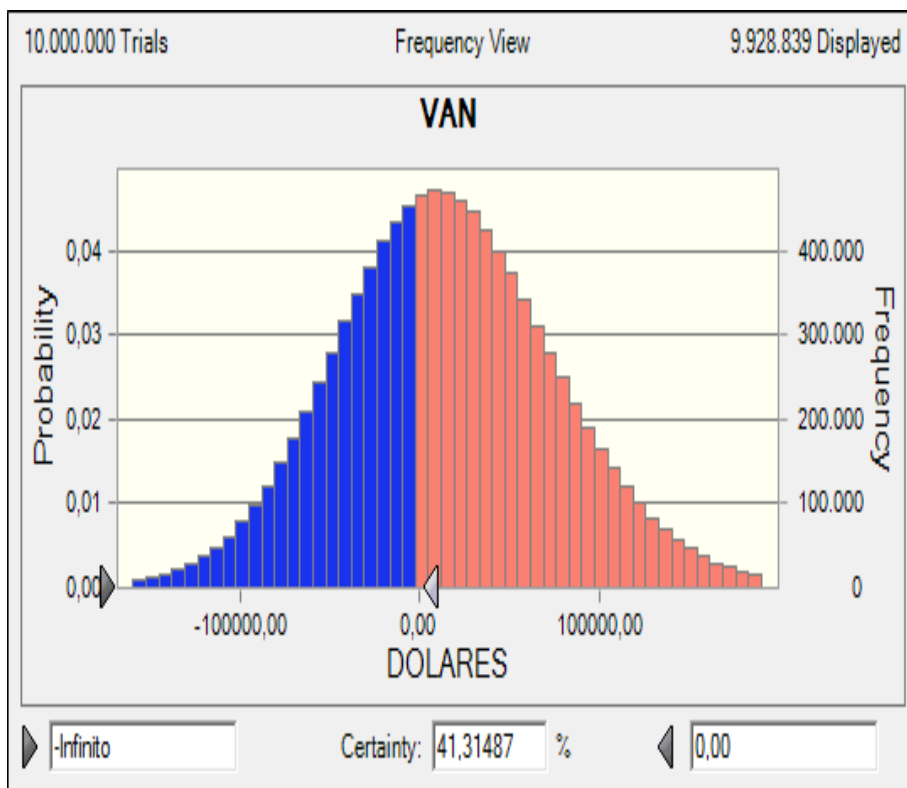 10.000.000 Trials Frequency View 9.928.839 Displayed
VAN
0,04 400.000
0,03 300.000
0,02 200.000
0,01 100.000
0,00 0
Probability
Frequency
-100000,00 0,00 100000,00
DOLARES
-Infinito Certainty: 41,31487 % 0,00